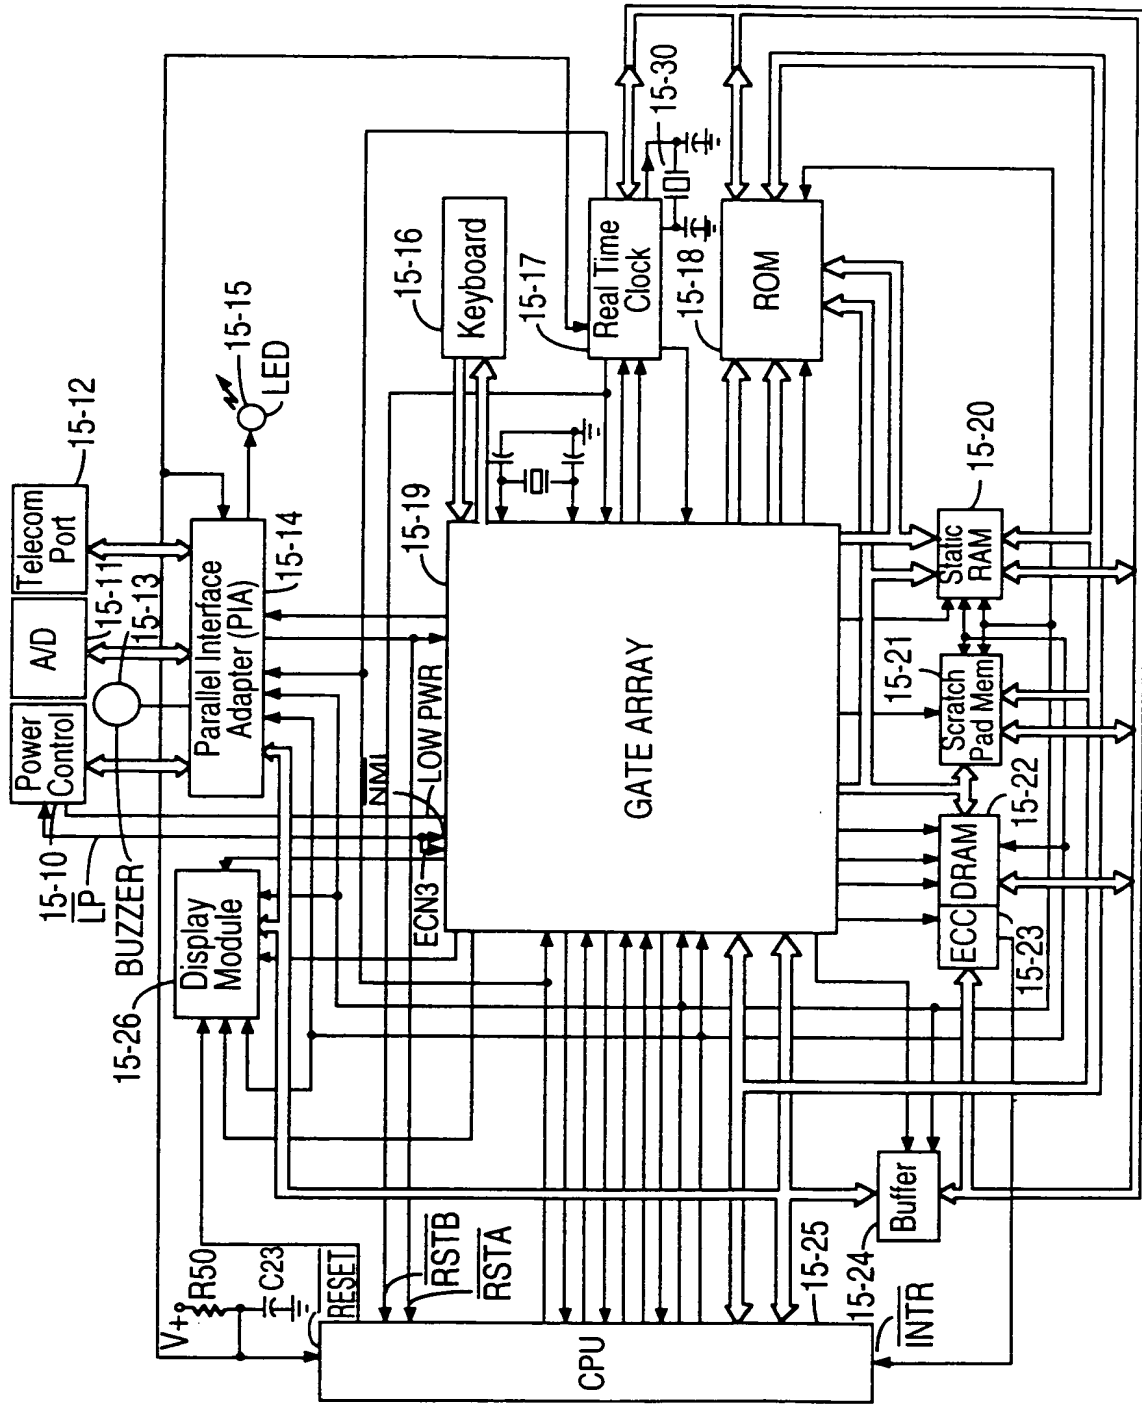 Power
Control
A/D
Telecom
Port
15-12
15-11
15-13
15-10
LP
BUZZER
Parallel Interface
Adapter (PIA)
15-14
15-15
LED
Display
Module
15-26
15-16
Keyboard
15-17
Real Time
Clock
15-30
15-18
ROM
15-19
GATE ARRAY
NMI
LOW PWR
ECN3
V+
R50
C23
RESET
RSTB
RSTA
CPU
15-25
INTR
15-24
Buffer
ECC
DRAM
15-23
15-22
15-21
Scratch
Pad Mem
Static
RAM
15-20